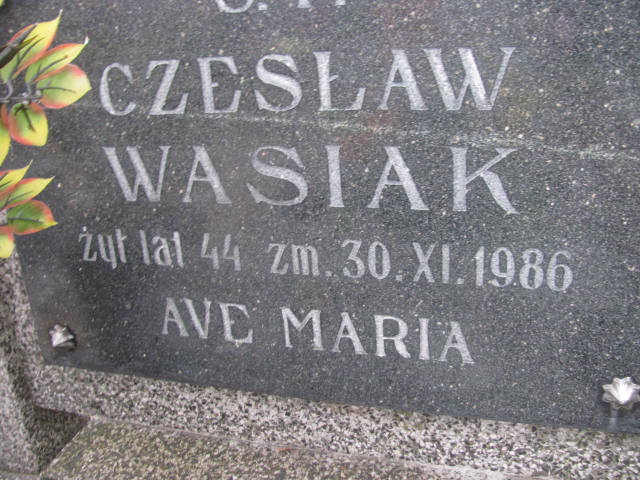 CZESŁAW
WASIAK
żył lat 44 zm. 30.XI.1986
AVE MARIA